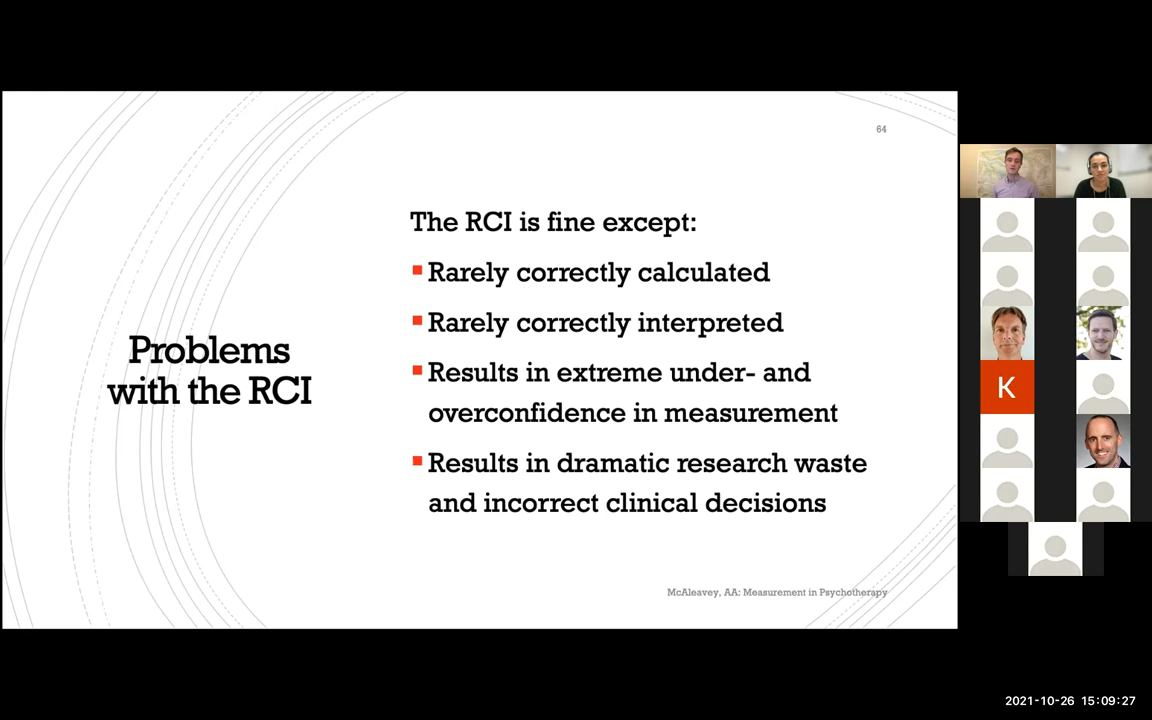 64
The RCI is fine except:
Rarely correctly calculated
Rarely correctly interpreted
Results in extreme under- and
overconfidence in measurement
Results in dramatic research waste
and incorrect clinical decisions
Problems
with the RCI
McAleavey, AA: Measurement in Psychotherapy
K
2021-10-26 15:09:27